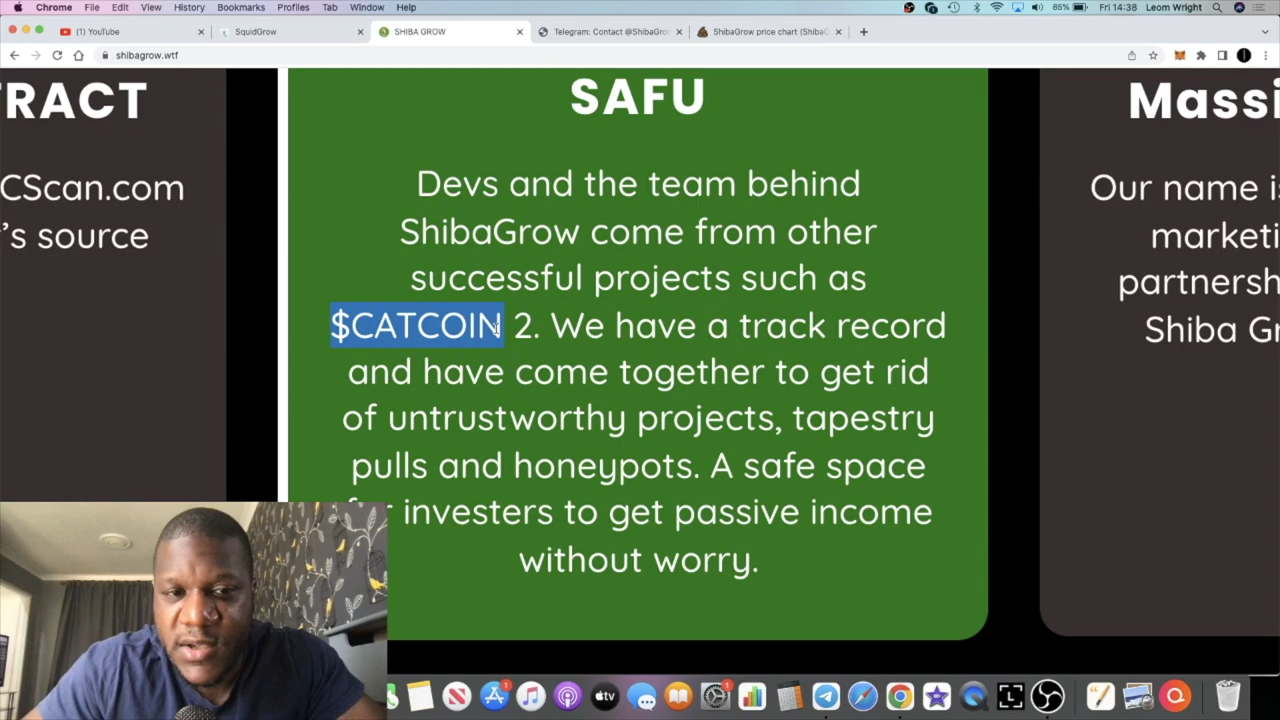 Chrome File Edit View History Bookmarks Profiles Tab Window Help 85% Fri 14:38 Leom Wright
(1) YouTube SquidGrow SHIBA GROW Telegram: Contact @ShibaGro ShibaGrow price chart (ShibaG
shibagrow.wtf
TRACT
CScan.com
's source
SAFU
Devs and the team behind
ShibaGrow come from other
successful projects such as
$CATCOIN 2. We have a track record
and have come together to get rid
of untrustworthy projects, tapestry
pulls and honeypots. A safe space
investers to get passive income
without worry.
Massi
Our name is
marketi
partnersh
Shiba Gr
tv